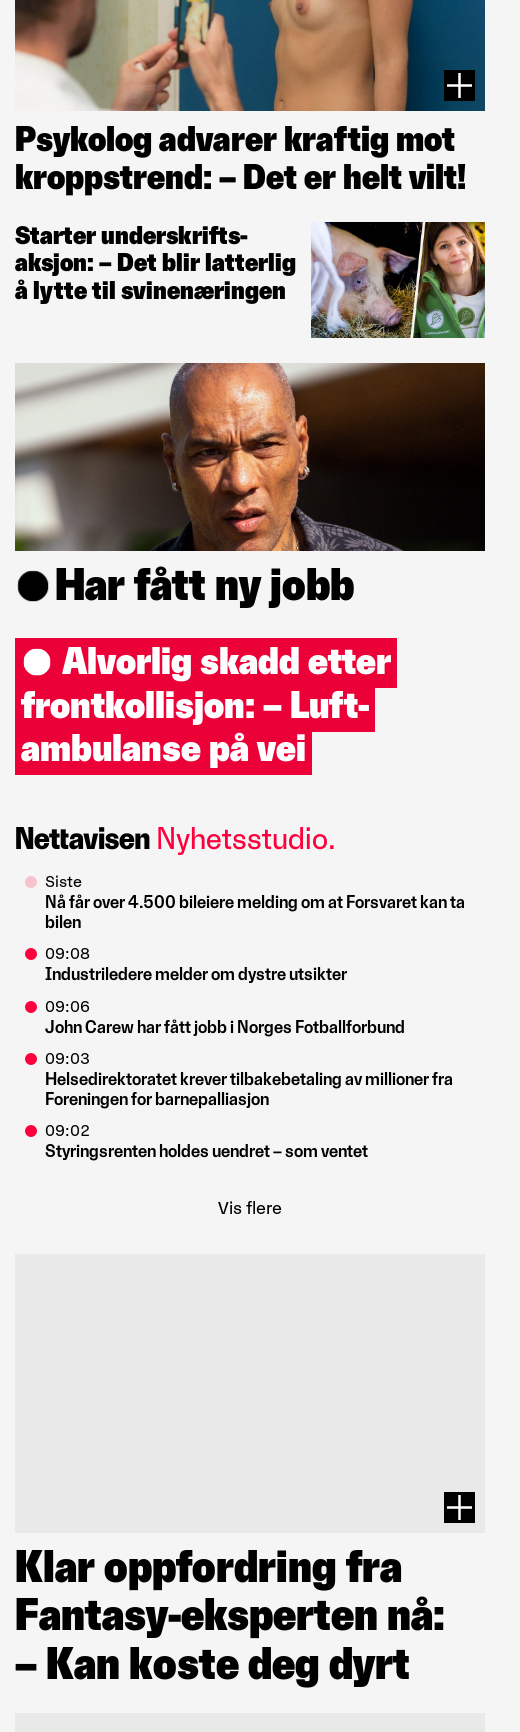 Psykolog advarer kraftig mot
kroppstrend: – Det er helt vilt!
Starter underskrifts-
aksjon: – Det blir latterlig
å lytte til svinenæringen
Har fått ny jobb
Alvorlig skadd etter
frontkollisjon: – Luft-
ambulanse på vei
Nettavisen Nyhetsstudio.
Siste
Nå får over 4.500 bileiere melding om at Forsvaret kan ta
bilen
09:08
Industriledere melder om dystre utsikter
09:06
John Carew har fått jobb i Norges Fotballforbund
09:03
Helsedirektoratet krever tilbakebetaling av millioner fra
Foreningen for barnepalliasjon
09:02
Styringsrenten holdes uendret – som ventet
Vis flere
Klar oppfordring fra
Fantasy-eksperten nå:
– Kan koste deg dyrt